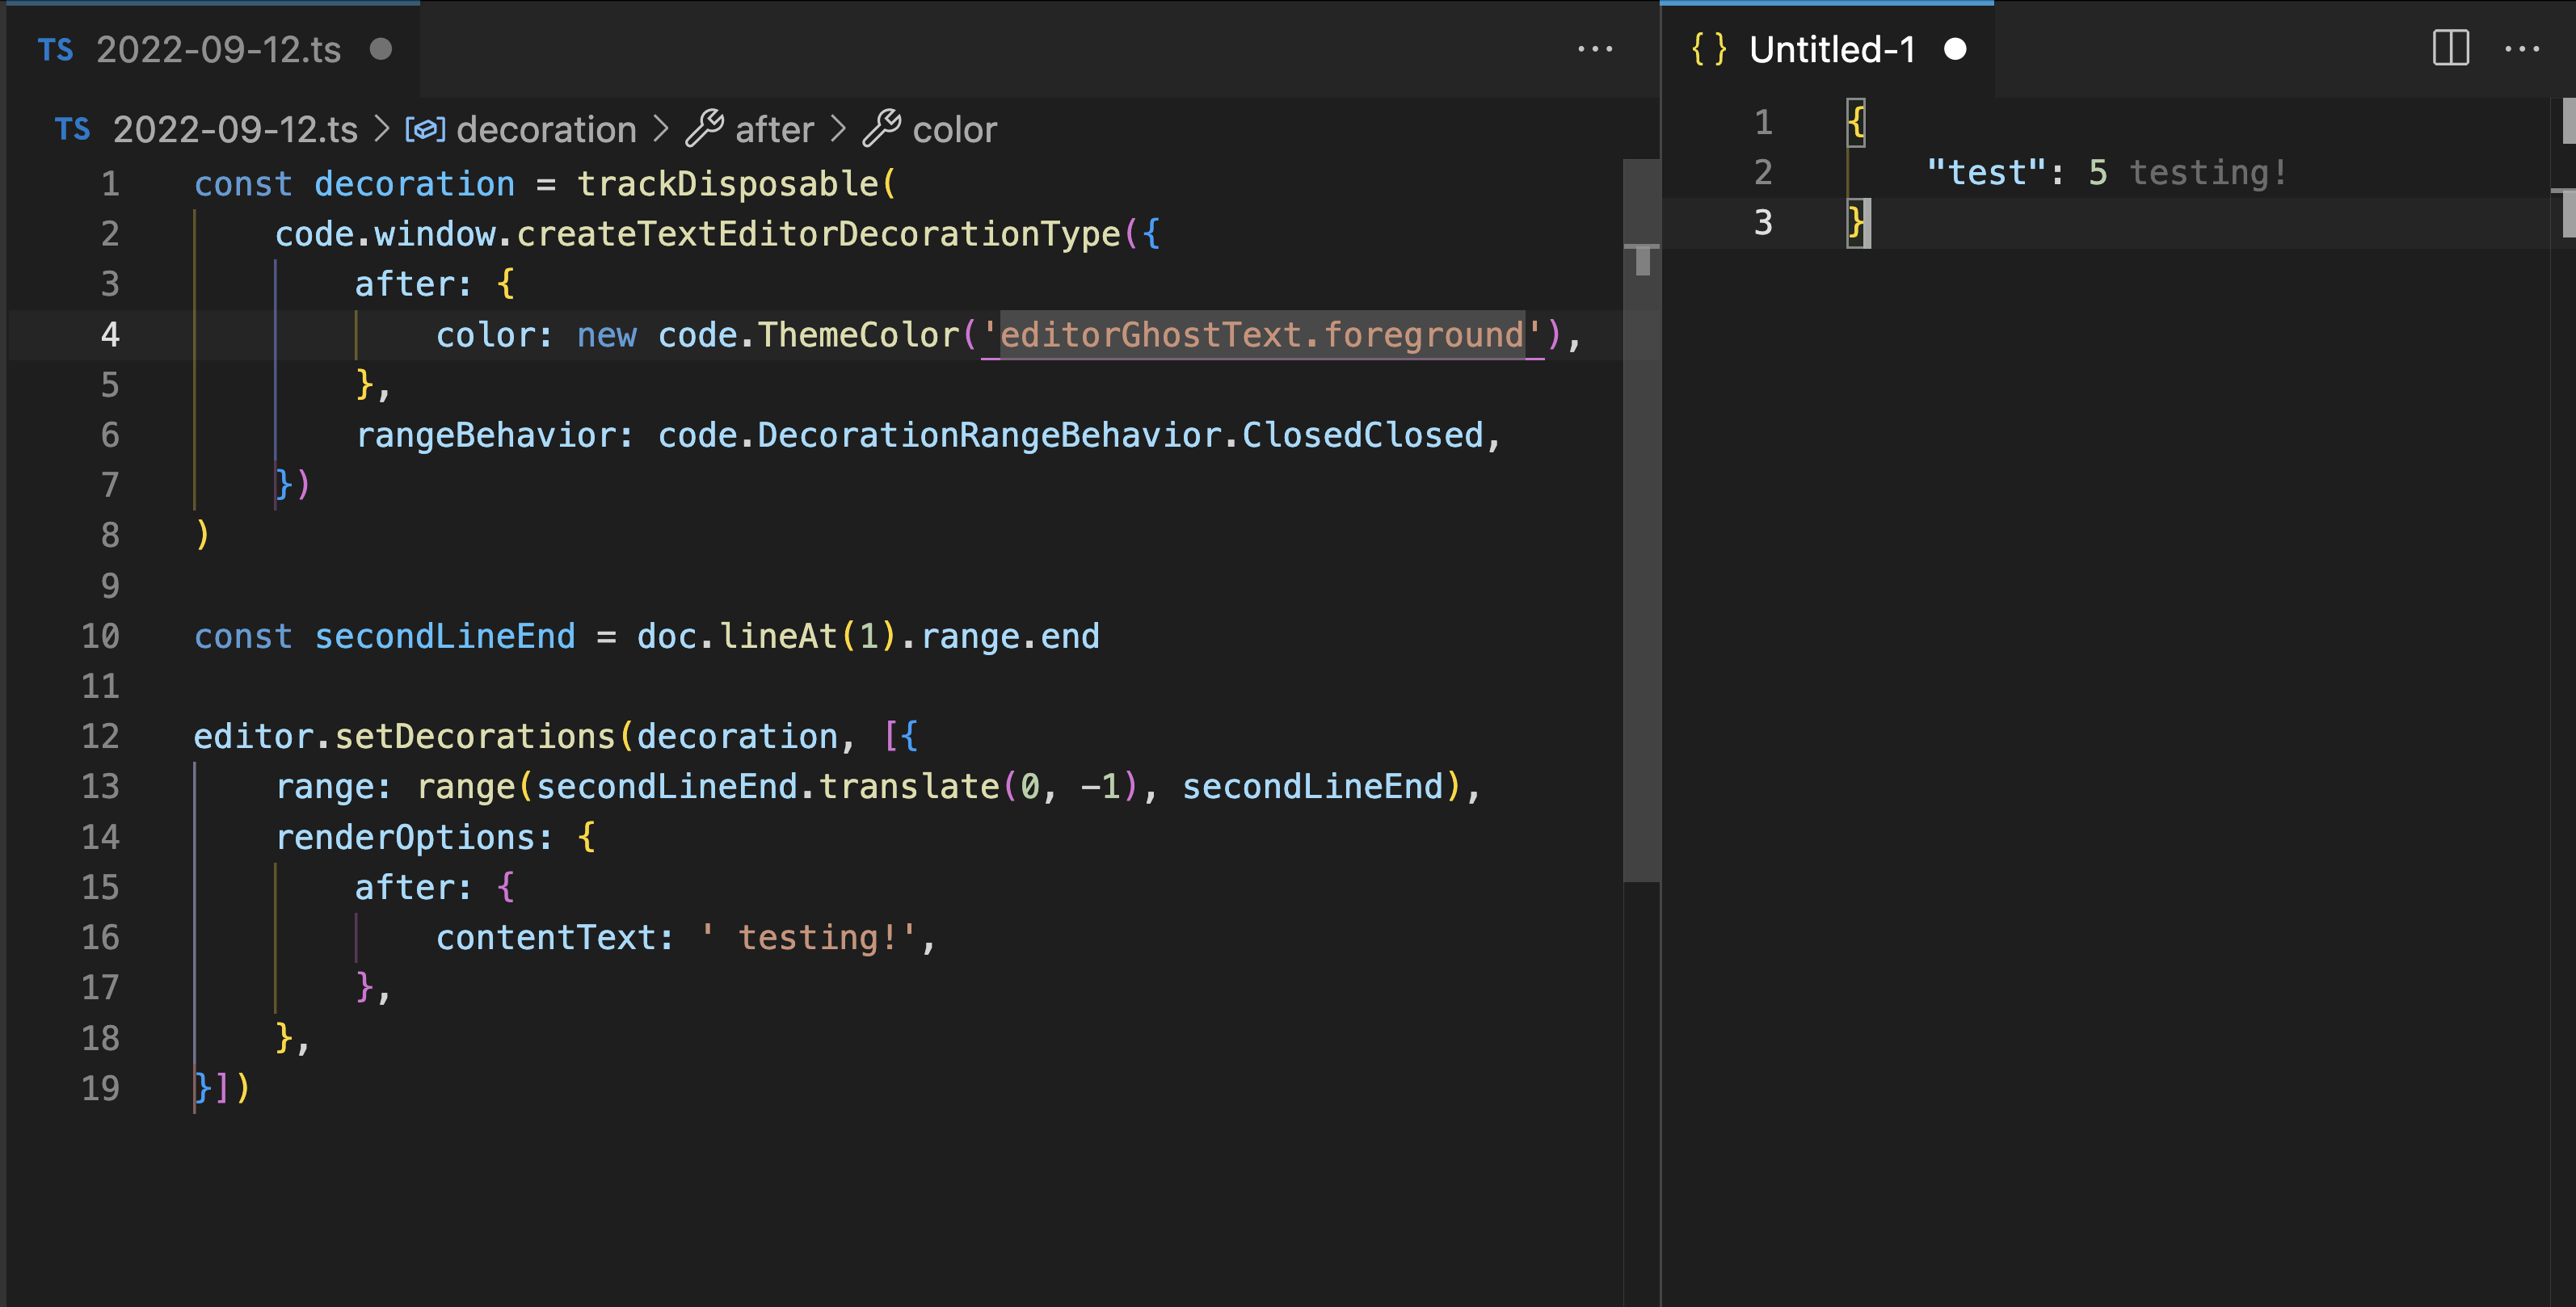 TS 2022-09-12.ts
TS 2022-09-12.ts > decoration > after > color
1 const decoration = trackDisposable(
2     code.window.createTextEditorDecorationType({
3         after: {
4             color: new code.ThemeColor('editorGhostText.foreground'),
5         },
6         rangeBehavior: code.DecorationRangeBehavior.ClosedClosed,
7     })
8 )
9
10 const secondLineEnd = doc.lineAt(1).range.end
11
12 editor.setDecorations(decoration, [{
13     range: range(secondLineEnd.translate(0, -1), secondLineEnd),
14     renderOptions: {
15         after: {
16             contentText: ' testing!',
17         },
18     },
19 }])
{ } Untitled-1
1 {
2     "test": 5 testing!
3 }